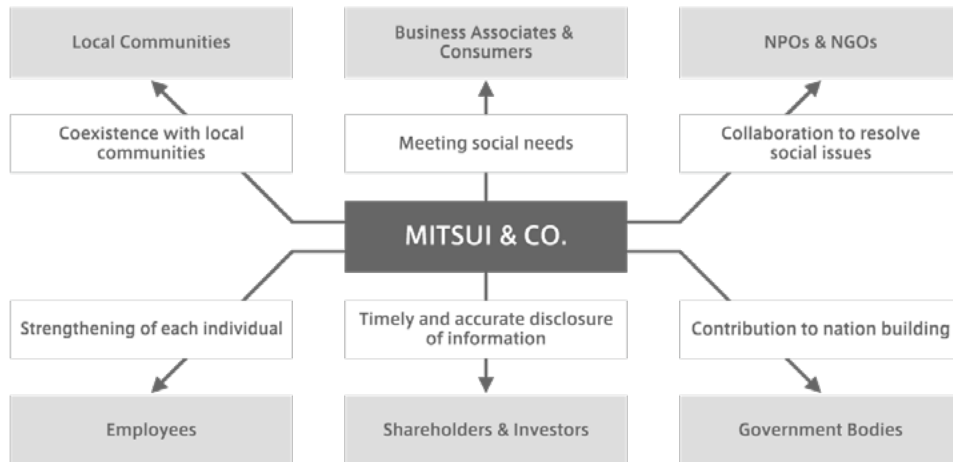 Local Communities
Business Associates &
Consumers
NPOs & NGOs
Coexistence with local
communities
Meeting social needs
Collaboration to resolve
social issues
MITSUI & CO.
Strengthening of each individual
Timely and accurate disclosure
of information
Contribution to nation building
Employees
Shareholders & Investors
Government Bodies